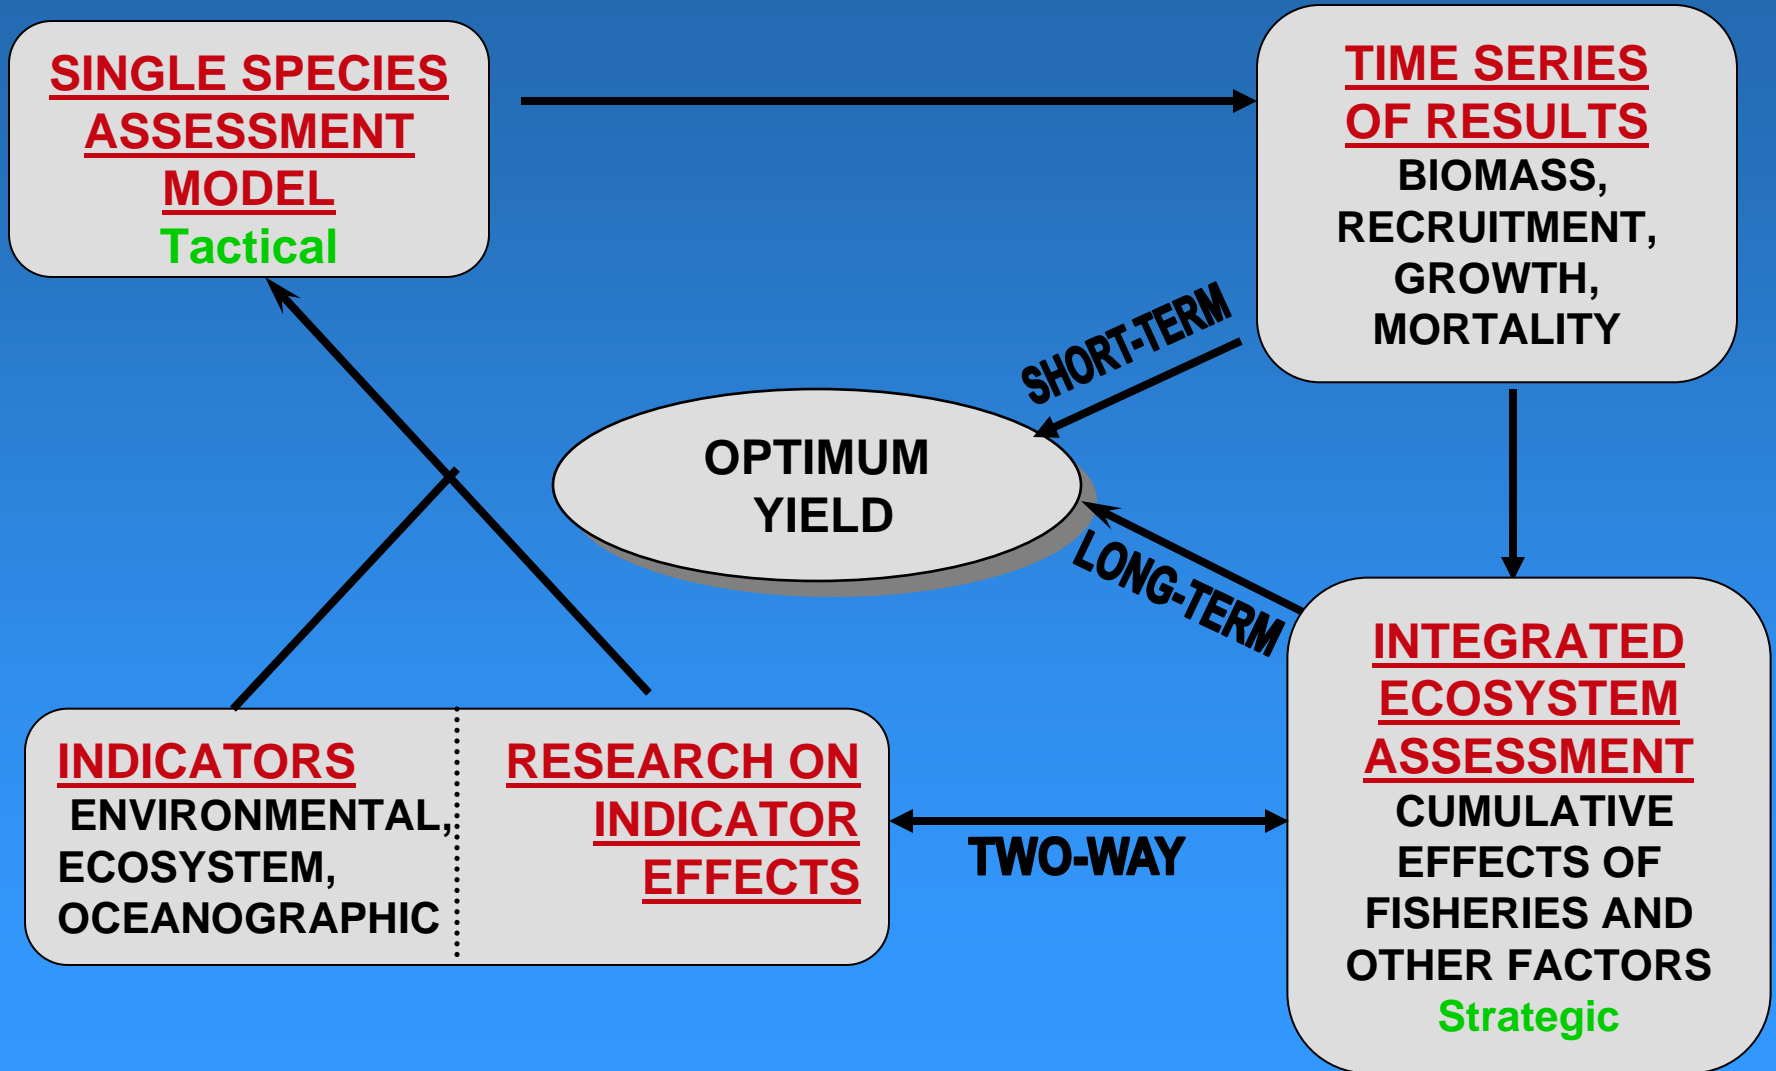 SINGLE SPECIES
ASSESSMENT
MODEL
Tactical
TIME SERIES
OF RESULTS
BIOMASS,
RECRUITMENT,
GROWTH,
MORTALITY
SHORT-TERM
OPTIMUM
YIELD
LONG-TERM
INDICATORS
ENVIRONMENTAL,
ECOSYSTEM,
OCEANOGRAPHIC
RESEARCH ON
INDICATOR
EFFECTS
TWO-WAY
INTEGRATED
ECOSYSTEM
ASSESSMENT
CUMULATIVE
EFFECTS OF
FISHERIES AND
OTHER FACTORS
Strategic